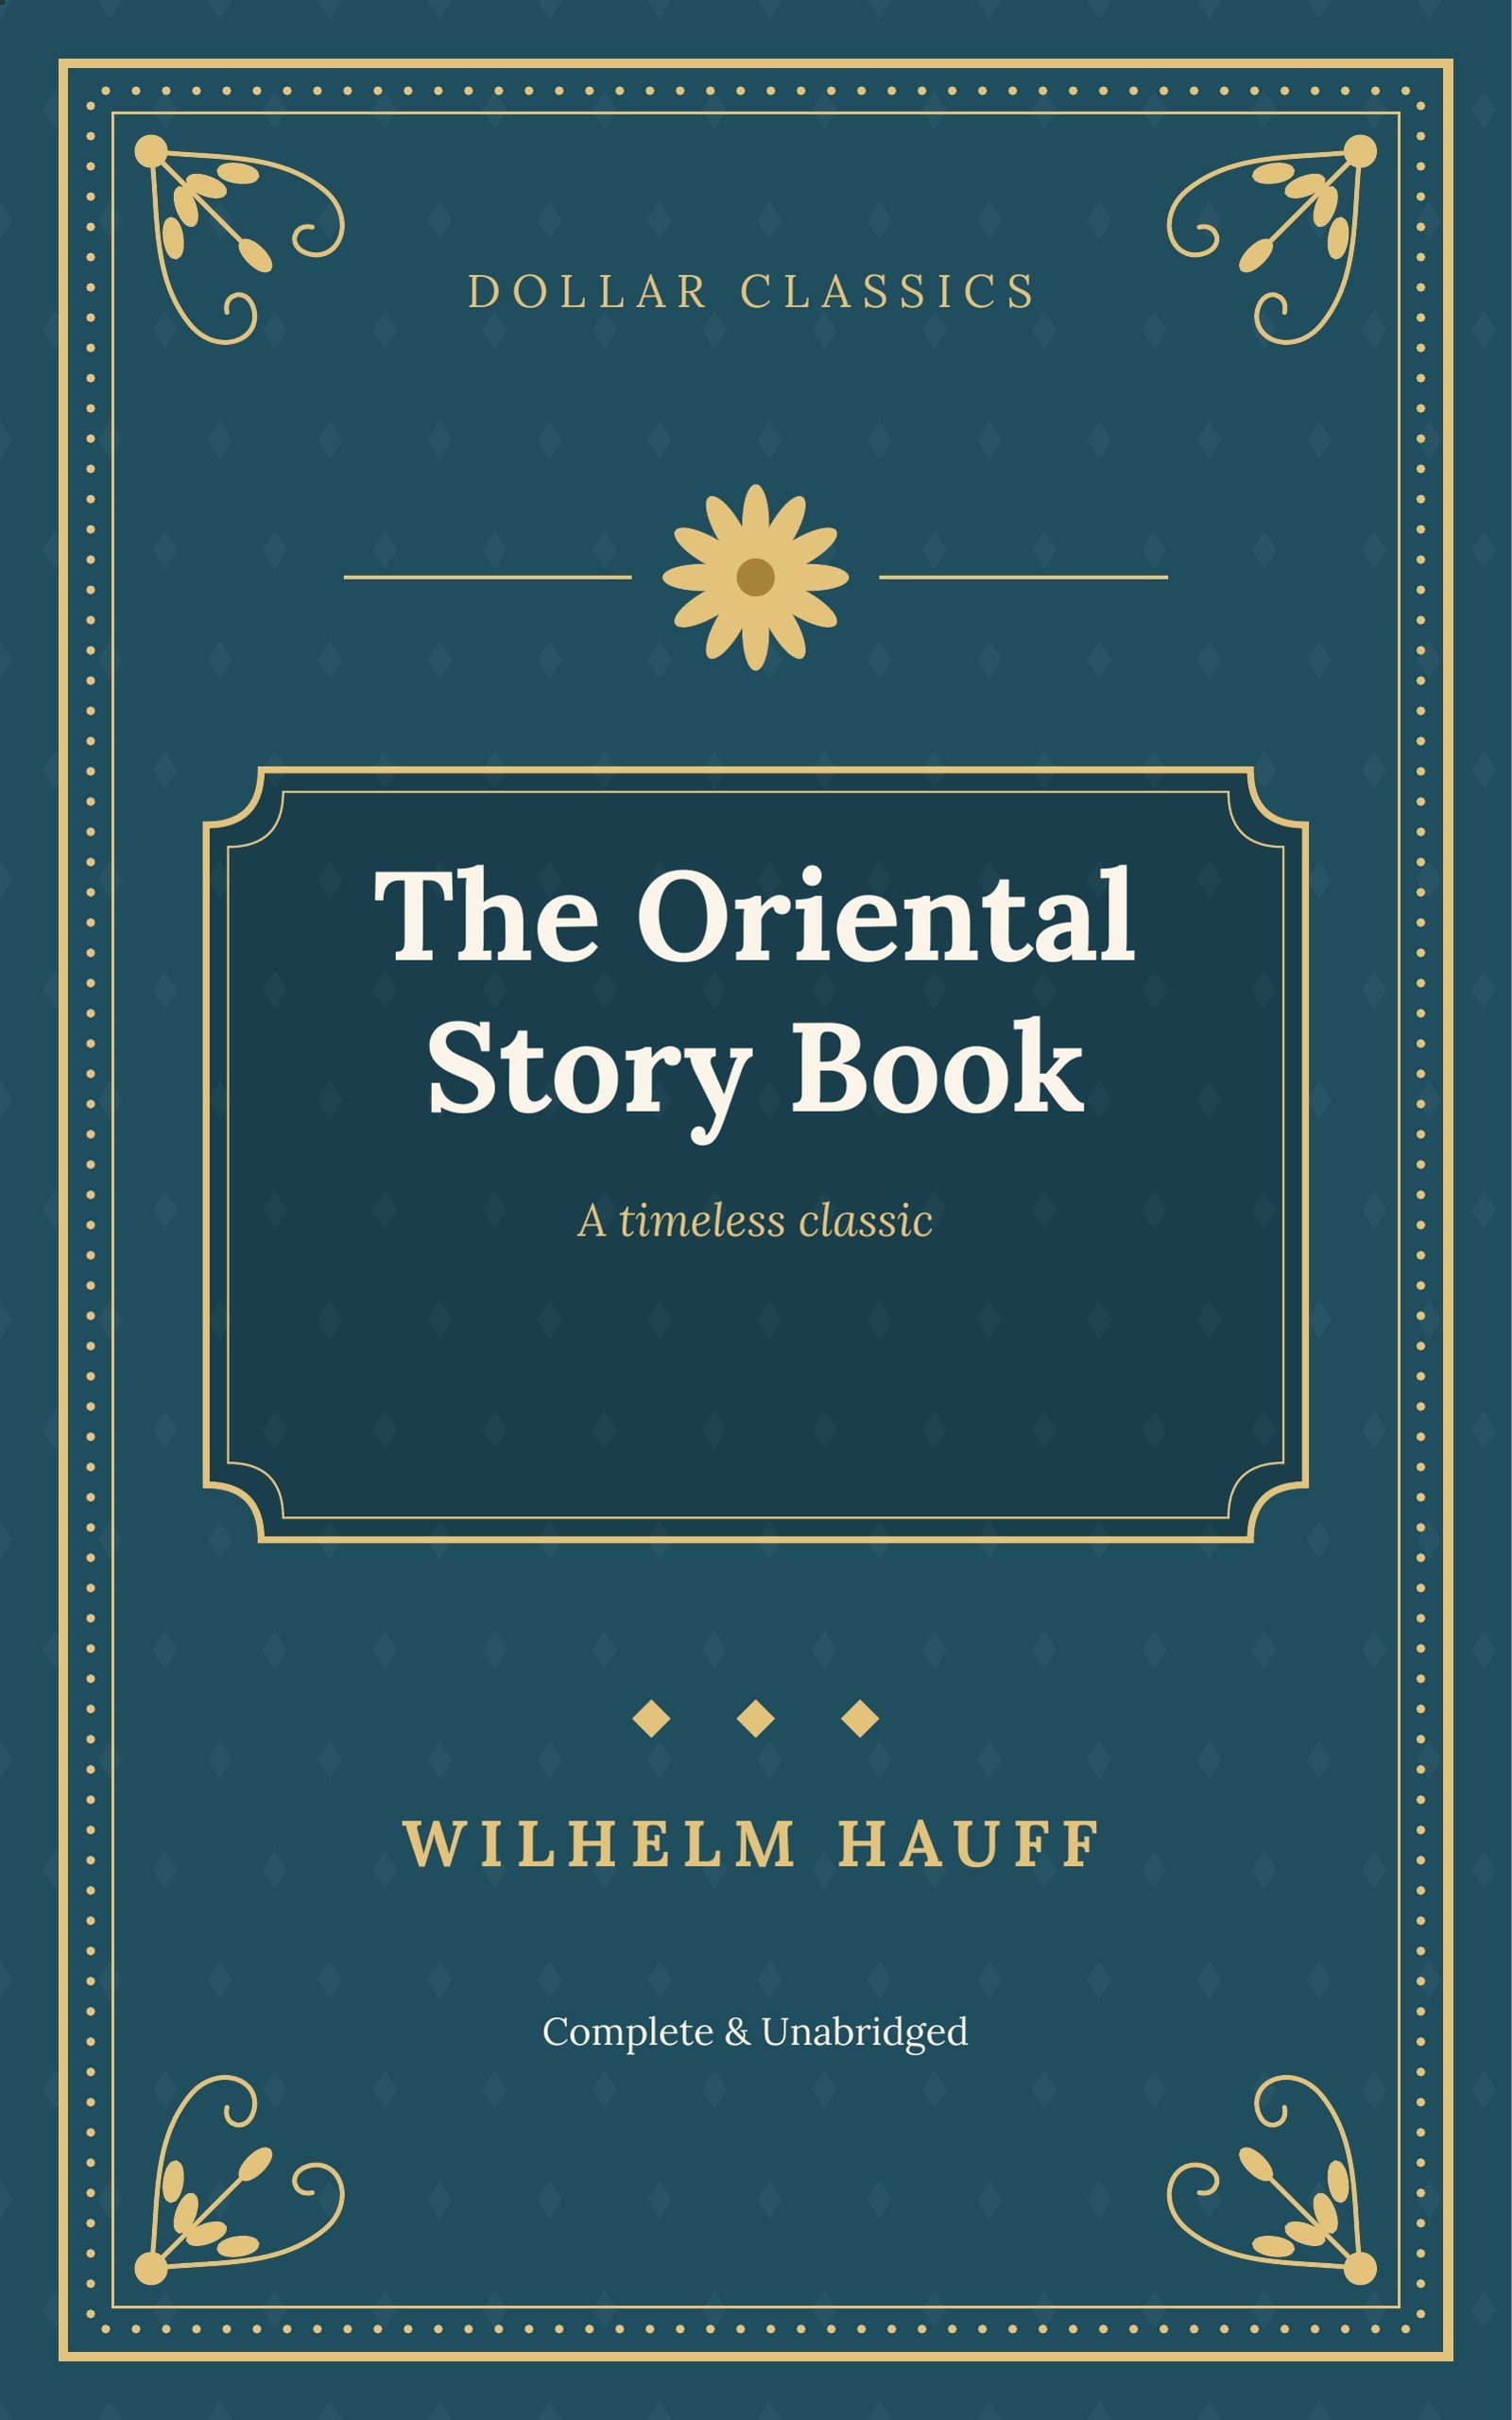 DOLLAR CLASSICS
The Oriental
Story Book
A timeless classic
WILHELM HAUFF
Complete & Unabridged